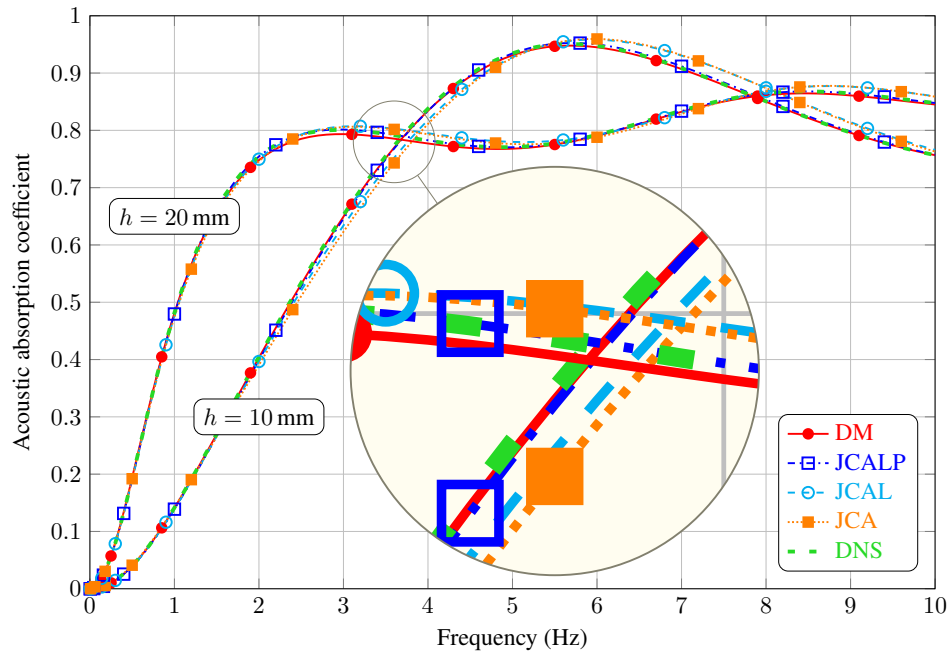 1
0.9
0.8
0.7
0.6
0.5
0.4
0.3
0.2
0.1
0
Acoustic absorption coefficient
h = 20 mm
h = 10 mm
DM
JCALP
JCAL
JCA
DNS
0 1 2 3 4 5 6 7 8 9 10
Frequency (Hz)